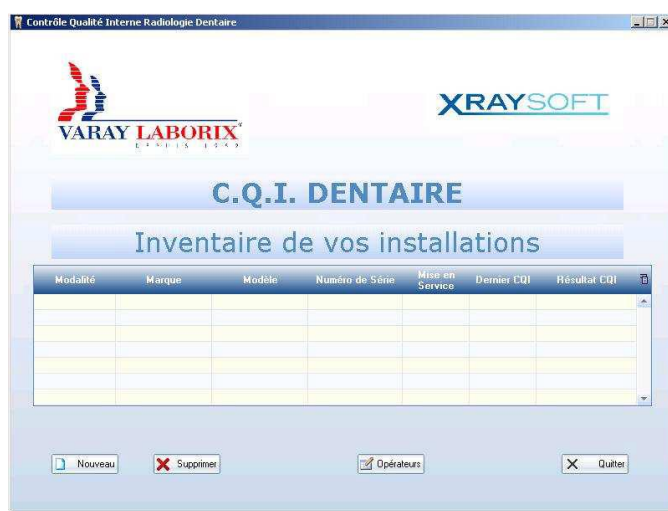 Contrôle Qualité Interne Radiologie Dentaire
VARAY LABORIX
XRAYSOFT
C.Q.I. DENTAIRE
Inventaire de vos installations
Modalité Marque Modèle Numéro de Série Mise en Service Dernier CQI Résultat CQI
Nouveau Supprimer Opérateurs Quitter